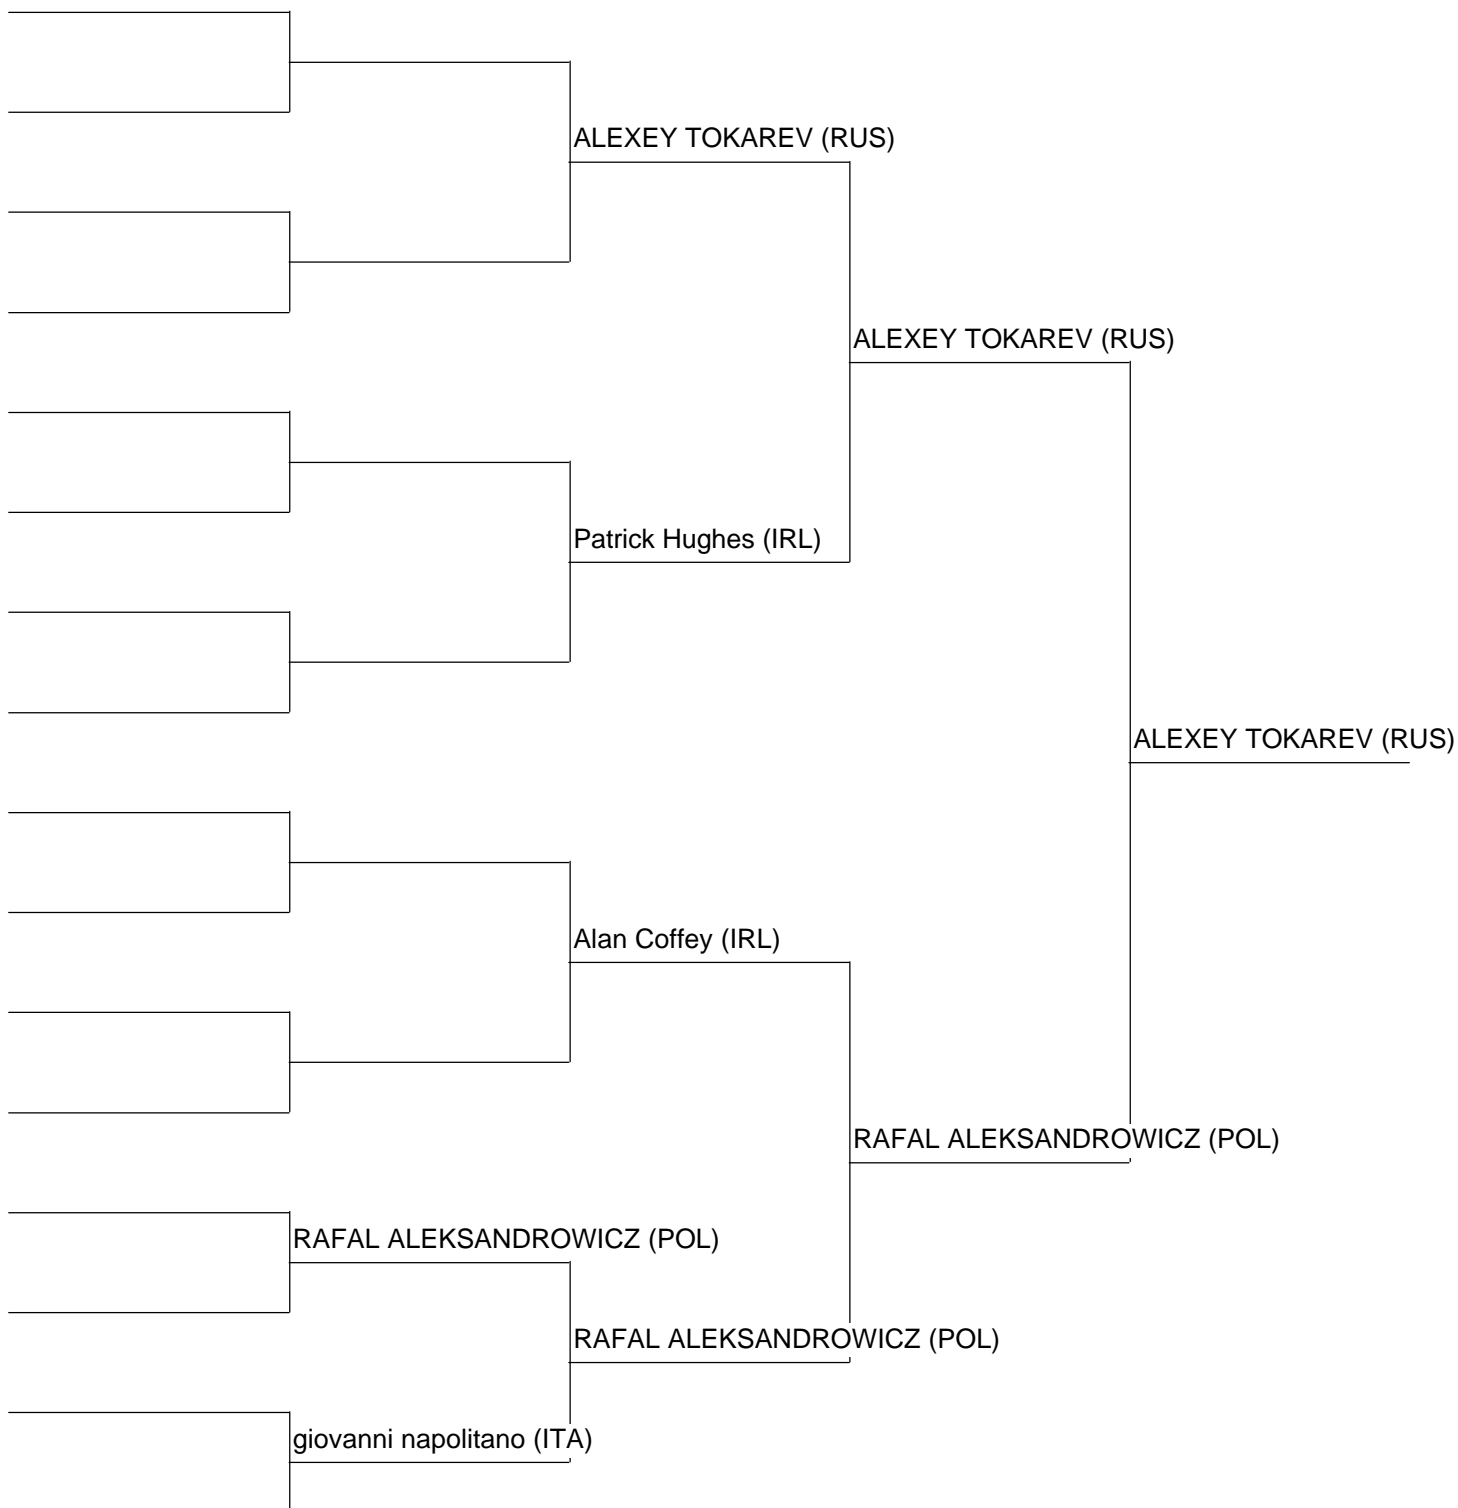 ALEXEY TOKAREV (RUS)
ALEXEY TOKAREV (RUS)
Patrick Hughes (IRL)
ALEXEY TOKAREV (RUS)
Alan Coffey (IRL)
RAFAL ALEKSANDROWICZ (POL)
RAFAL ALEKSANDROWICZ (POL)
RAFAL ALEKSANDROWICZ (POL)
giovanni napolitano (ITA)